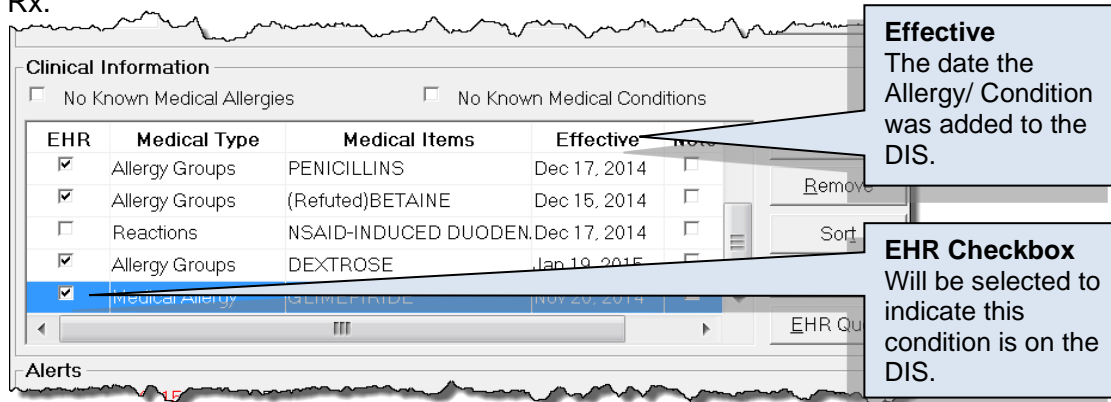 Rx.
Clinical Information
No Known Medical Allergies No Known Medical Conditions
EHR Medical Type Medical Items Effective Note
Allergy Groups PENICILLINS Dec 17, 2014
Allergy Groups (Refuted)BETAINE Dec 15, 2014
Reactions NSAID-INDUCED DUODEN. Dec 17, 2014
Allergy Groups DEXTROSE Jan 19, 2015
Medical Allergy GLIMEPIRIDE Nov 20, 2014
Remove
Sort
EHR Qu
Alerts
Effective
The date the
Allergy/ Condition
was added to the
DIS.
EHR Checkbox
Will be selected to
indicate this
condition is on the
DIS.